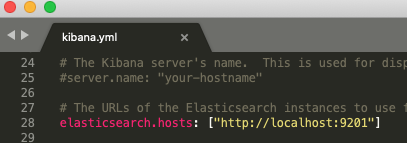 kibana.yml
24 # The Kibana server's name. This is used for disp
25 #server.name: "your-hostname"
26
27 # The URLs of the Elasticsearch instances to use f
28 elasticsearch.hosts: ["http://localhost:9201"]
29